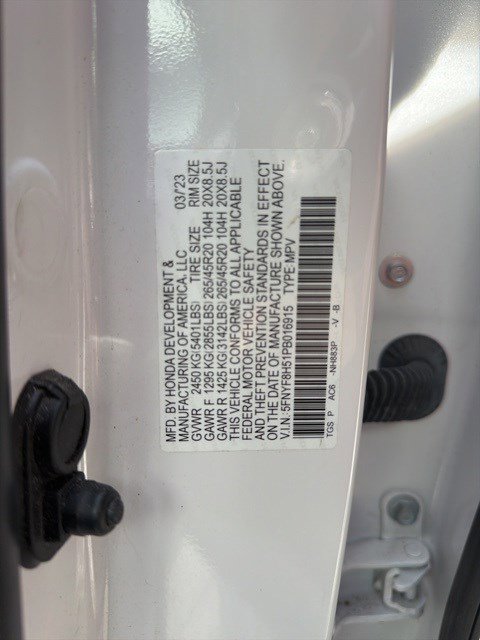 MFD. BY HONDA DEVELOPMENT &
MANUFACTURING OF AMERICA, LLC 03/23
GVWR 2450 KG(5401LBS) TIRE SIZE RIM SIZE
GAWR F 1295 KG(2855LBS) 265/45R20 104H 20X8.5J
GAWR R 1425 KG(3142LBS) 265/45R20 104H 20X8.5J
THIS VEHICLE CONFORMS TO ALL APPLICABLE
FEDERAL MOTOR VEHICLE SAFETY
AND THEFT PREVENTION STANDARDS IN EFFECT
ON THE DATE OF MANUFACTURE SHOWN ABOVE.
V.I.N. 5FNYF8H51PB016915 TYPE: MPV
TGS P AC6 -NH883P -V -B